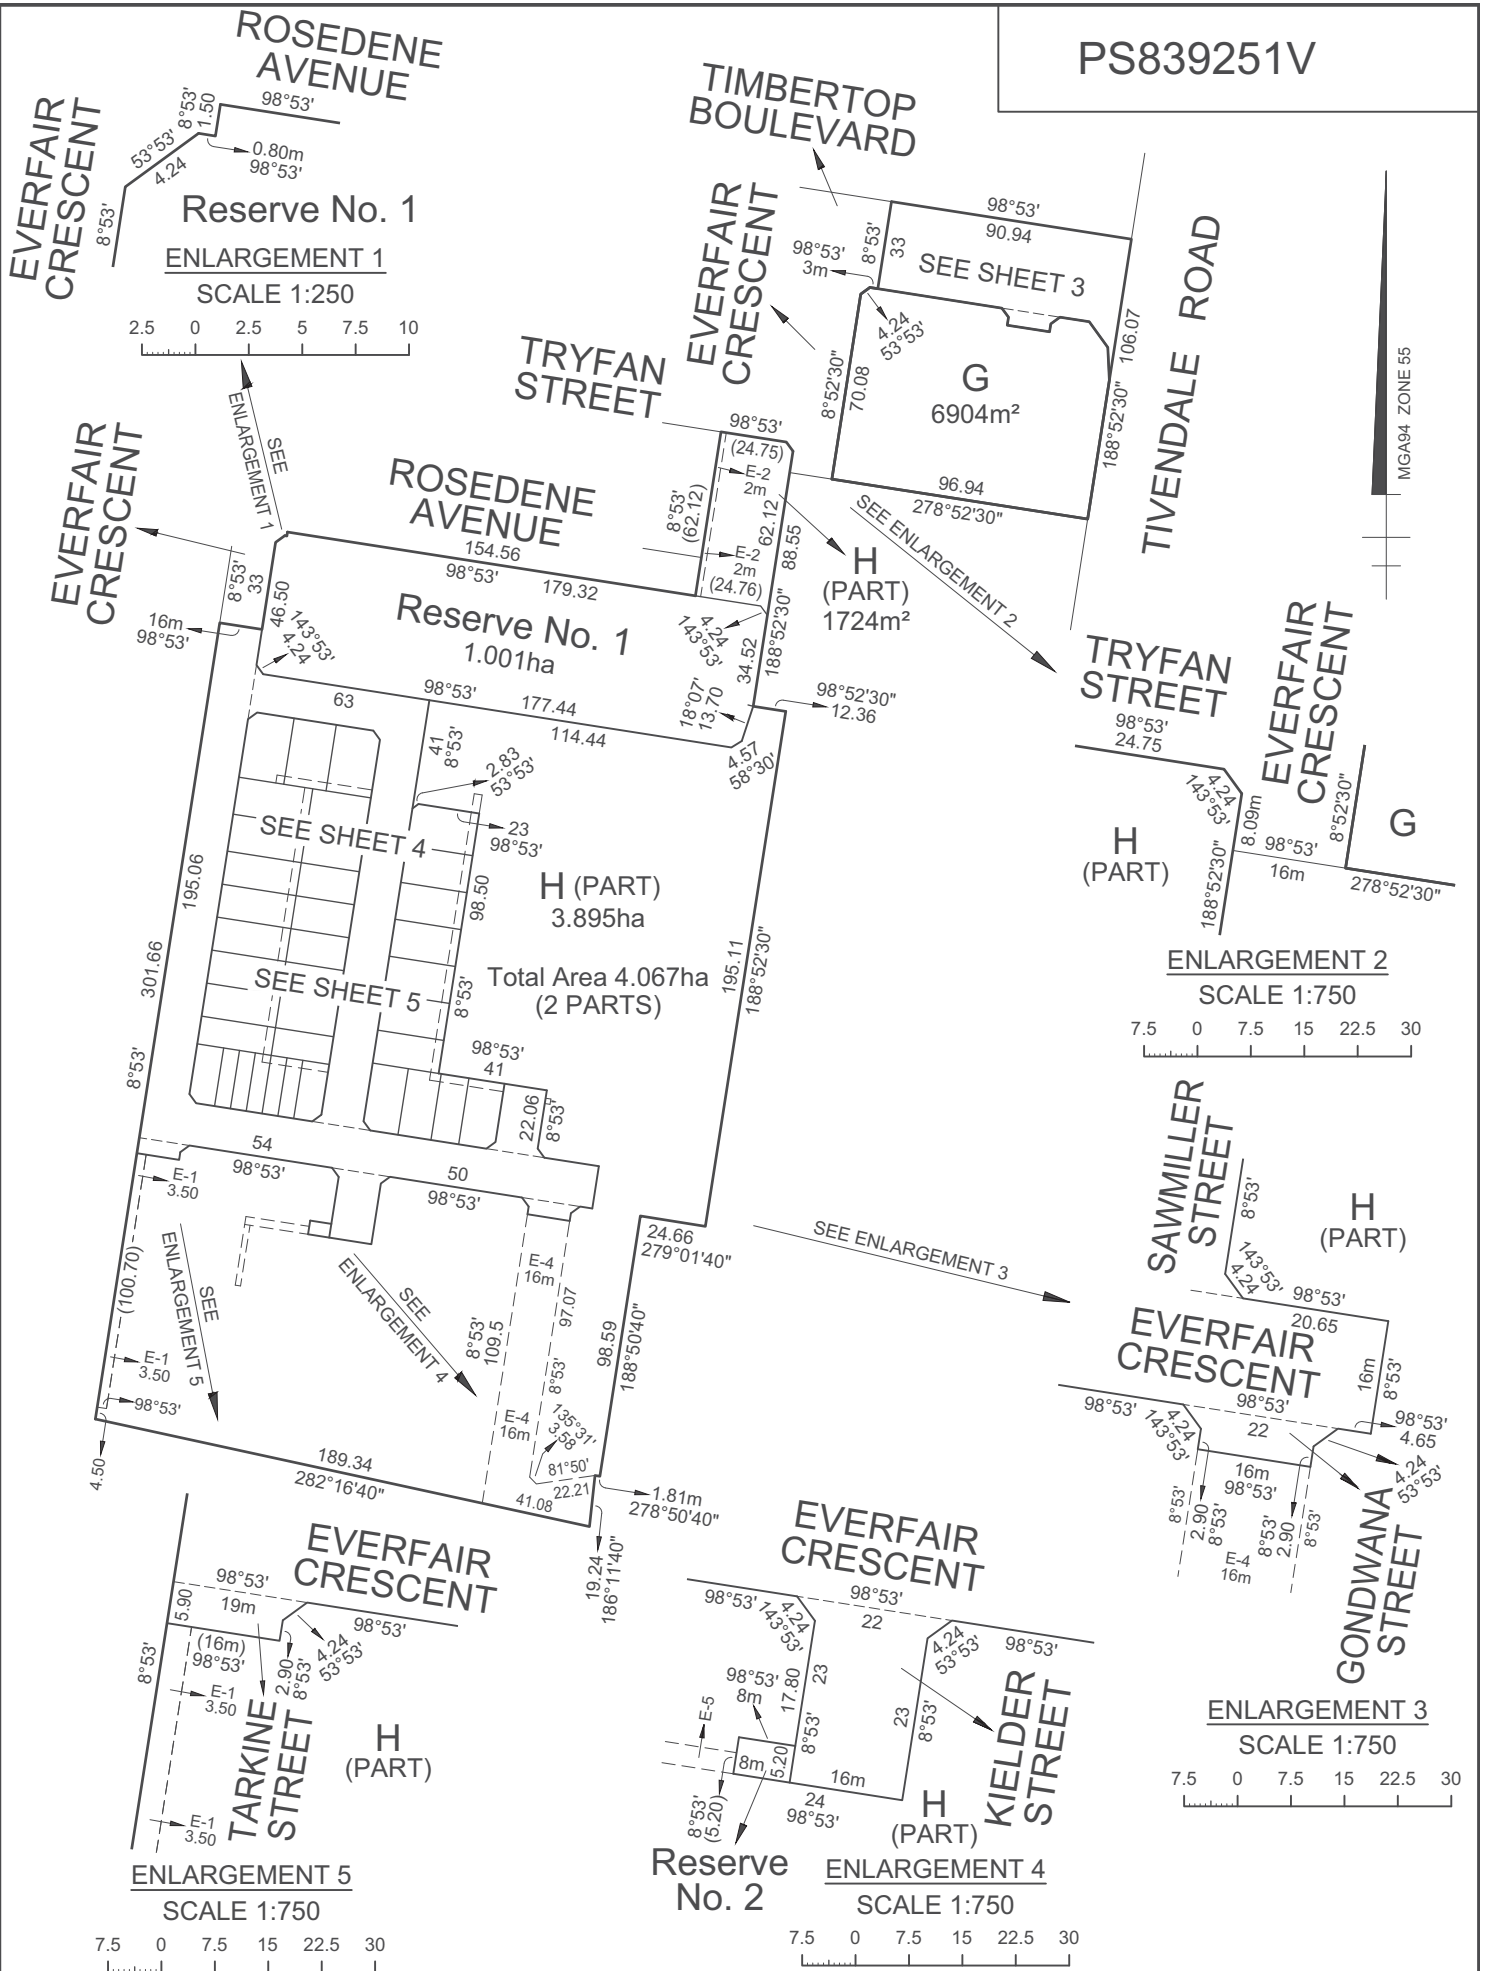 PS839251V
ROSEDENE
AVENUE
EVERFAIR
CRESCENT
8°53'
1.50
98°53'
53°53'
4.24
0.80m
98°53'
8°53'
Reserve No. 1
ENLARGEMENT 1
SCALE 1:250
2.5 0 2.5 5 7.5 10
TIMBERTOP
BOULEVARD
EVERFAIR
CRESCENT
98°53'
90.94
8°53'
33
98°53'
3m
SEE SHEET 3
4.24
53°53'
8°52'30"
70.08
G
6904m²
106.07
188°52'30"
96.94
278°52'30"
TIVENDALE ROAD
MGA94 ZONE 55
TRYFAN
STREET
98°53'
(24.75)
E-2
2m
8°53'
(62.12)
62.12
88.55
E-2
2m
(24.76)
H
(PART)
1724m²
SEE ENLARGEMENT 2
SEE
ENLARGEMENT 1
EVERFAIR
CRESCENT
ROSEDENE
AVENUE
154.56
98°53'
179.32
8°53'
33
46.50
16m
98°53'
143°53'
4.24
Reserve No. 1
1.001ha
4.24
143°53'
34.52
188°52'30"
18°07'
13.70
98°52'30"
12.36
63
98°53'
177.44
114.44
4.57
58°30'
41
8°53'
2.83
53°53'
23
98°53'
SEE SHEET 4
98.50
H (PART)
3.895ha
Total Area 4.067ha
(2 PARTS)
SEE SHEET 5
8°53'
195.06
301.66
8°53'
195.11
188°52'30"
98°53'
41
22.06
8°53'
54
98°53'
50
98°53'
E-1
3.50
(100.70)
SEE
ENLARGEMENT 5
E-1
3.50
98°53'
4.50
SEE
ENLARGEMENT 4
E-4
16m
8°53'
109.5
97.07
8°53'
E-4
16m
135°31'
3.58
81°50'
22.21
41.08
189.34
282°16'40"
24.66
279°01'40"
98.59
188°50'40"
1.81m
278°50'40"
19.24
186°11'40"
SEE ENLARGEMENT 3
TRYFAN
STREET
98°53'
24.75
EVERFAIR
CRESCENT
4.24
143°53'
8.09m
8°52'30"
G
H
(PART)
98°53'
16m
188°52'30"
278°52'30"
ENLARGEMENT 2
SCALE 1:750
7.5 0 7.5 15 22.5 30
SAWMILLER
STREET
8°53'
H
(PART)
143°53'
4.24
98°53'
20.65
EVERFAIR
CRESCENT
16m
8°53'
98°53'
4.24
143°53'
98°53'
22
98°53'
4.65
4.24
53°53'
16m
98°53'
8°53'
2.90
8°53'
8°53'
2.90
8°53'
E-4
16m
GONDWANA
STREET
ENLARGEMENT 3
SCALE 1:750
7.5 0 7.5 15 22.5 30
EVERFAIR
CRESCENT
98°53'
19m
5.90
98°53'
(16m)
98°53'
4.24
53°53'
2.90
8°53'
8°53'
E-1
3.50
TARKINE
STREET
H
(PART)
E-1
3.50
ENLARGEMENT 5
SCALE 1:750
7.5 0 7.5 15 22.5 30
EVERFAIR
CRESCENT
98°53'
4.24
143°53'
98°53'
22
4.24
53°53'
98°53'
17.80
23
8°53'
98°53'
8m
E-5
8m
5.20
8°53'
(5.20)
23
8°53'
16m
24
98°53'
KIELDER
STREET
H
(PART)
Reserve
No. 2
ENLARGEMENT 4
SCALE 1:750
7.5 0 7.5 15 22.5 30